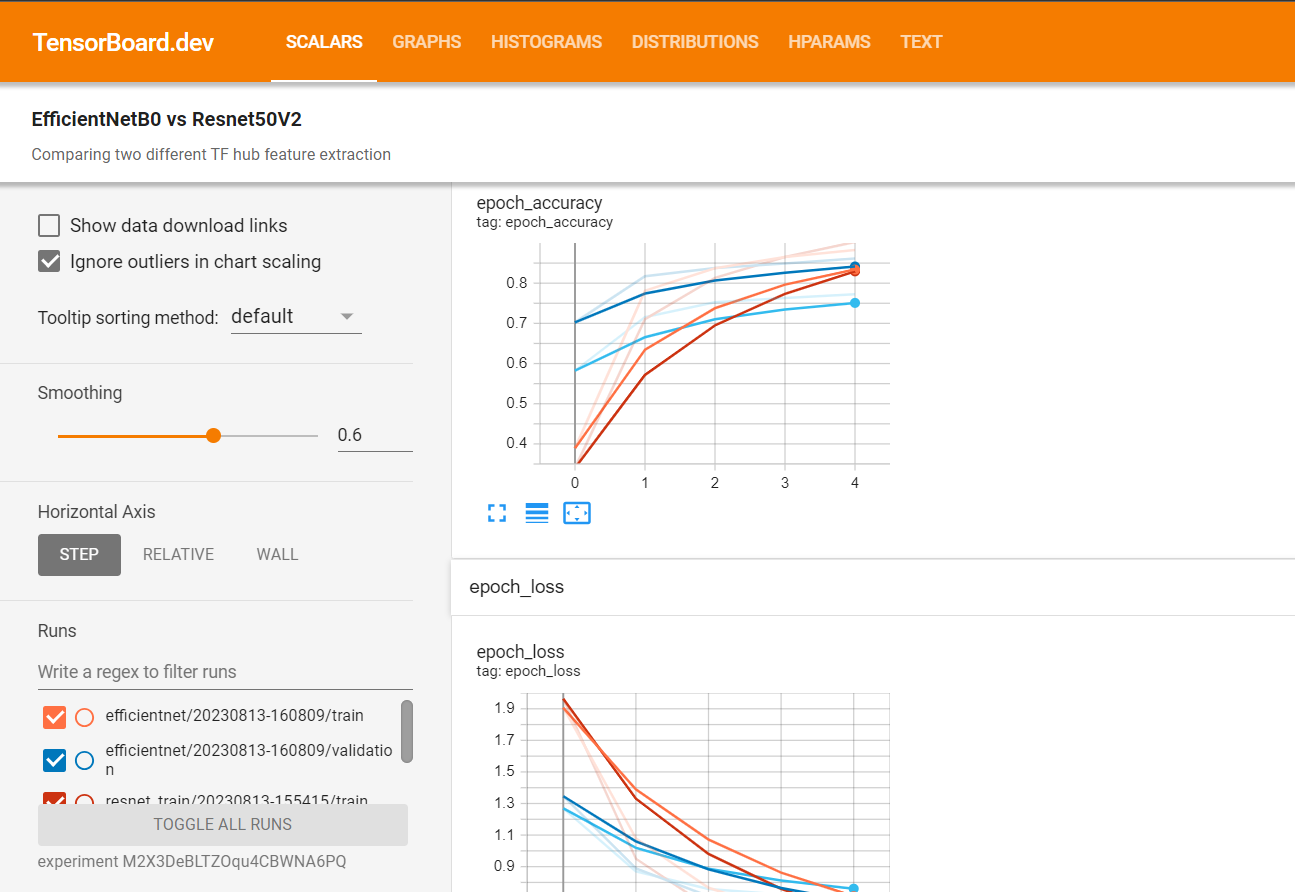 TensorBoard.dev SCALARS GRAPHS HISTOGRAMS DISTRIBUTIONS HPARAMS TEXT
EfficientNetB0 vs Resnet50V2
Comparing two different TF hub feature extraction
Show data download links
Ignore outliers in chart scaling
Tooltip sorting method: default
Smoothing
0.6
Horizontal Axis
STEP RELATIVE WALL
Runs
Write a regex to filter runs
efficientnet/20230813-160809/train
efficientnet/20230813-160809/validatio
n
resnet_train/20230813-155415/train
TOGGLE ALL RUNS
experiment M2X3DeBLTZOqu4CBWNA6PQ
epoch_accuracy
tag: epoch_accuracy
0.8
0.7
0.6
0.5
0.4
0 1 2 3 4
epoch_loss
epoch_loss
tag: epoch_loss
1.9
1.7
1.5
1.3
1.1
0.9